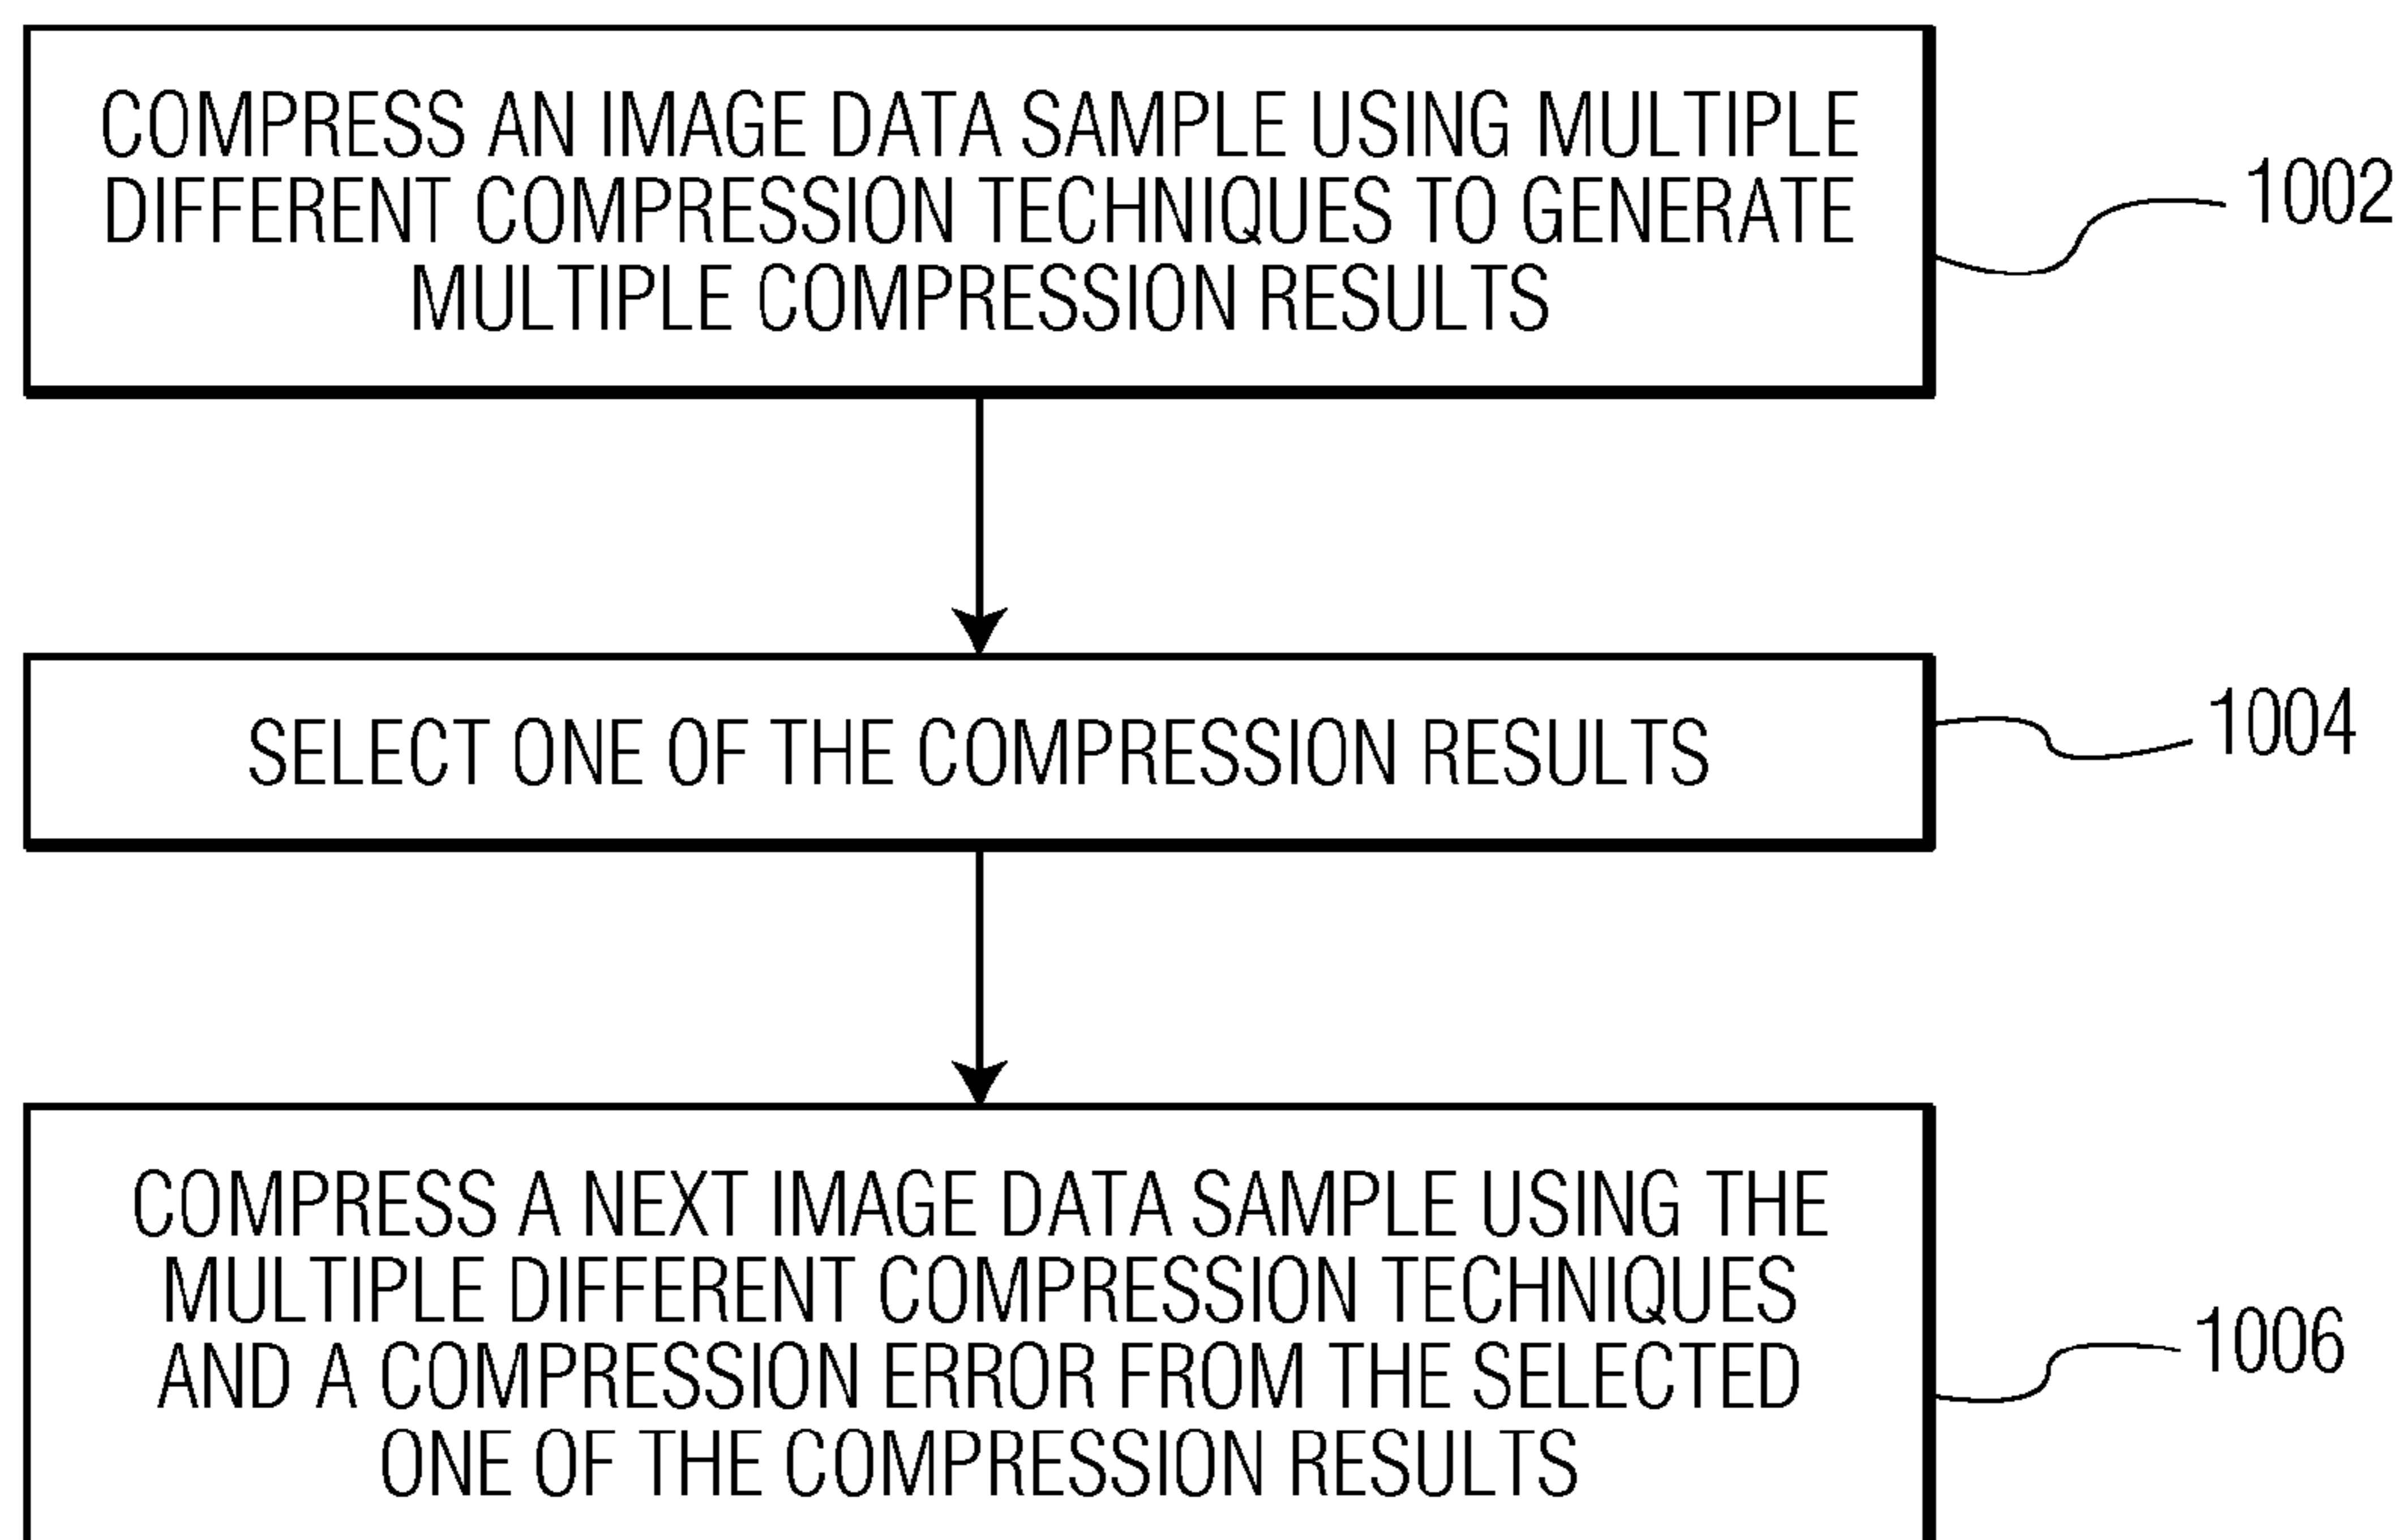 COMPRESS AN IMAGE DATA SAMPLE USING MULTIPLE
DIFFERENT COMPRESSION TECHNIQUES TO GENERATE
MULTIPLE COMPRESSION RESULTS
1002
SELECT ONE OF THE COMPRESSION RESULTS
1004
COMPRESS A NEXT IMAGE DATA SAMPLE USING THE
MULTIPLE DIFFERENT COMPRESSION TECHNIQUES
AND A COMPRESSION ERROR FROM THE SELECTED
ONE OF THE COMPRESSION RESULTS
1006